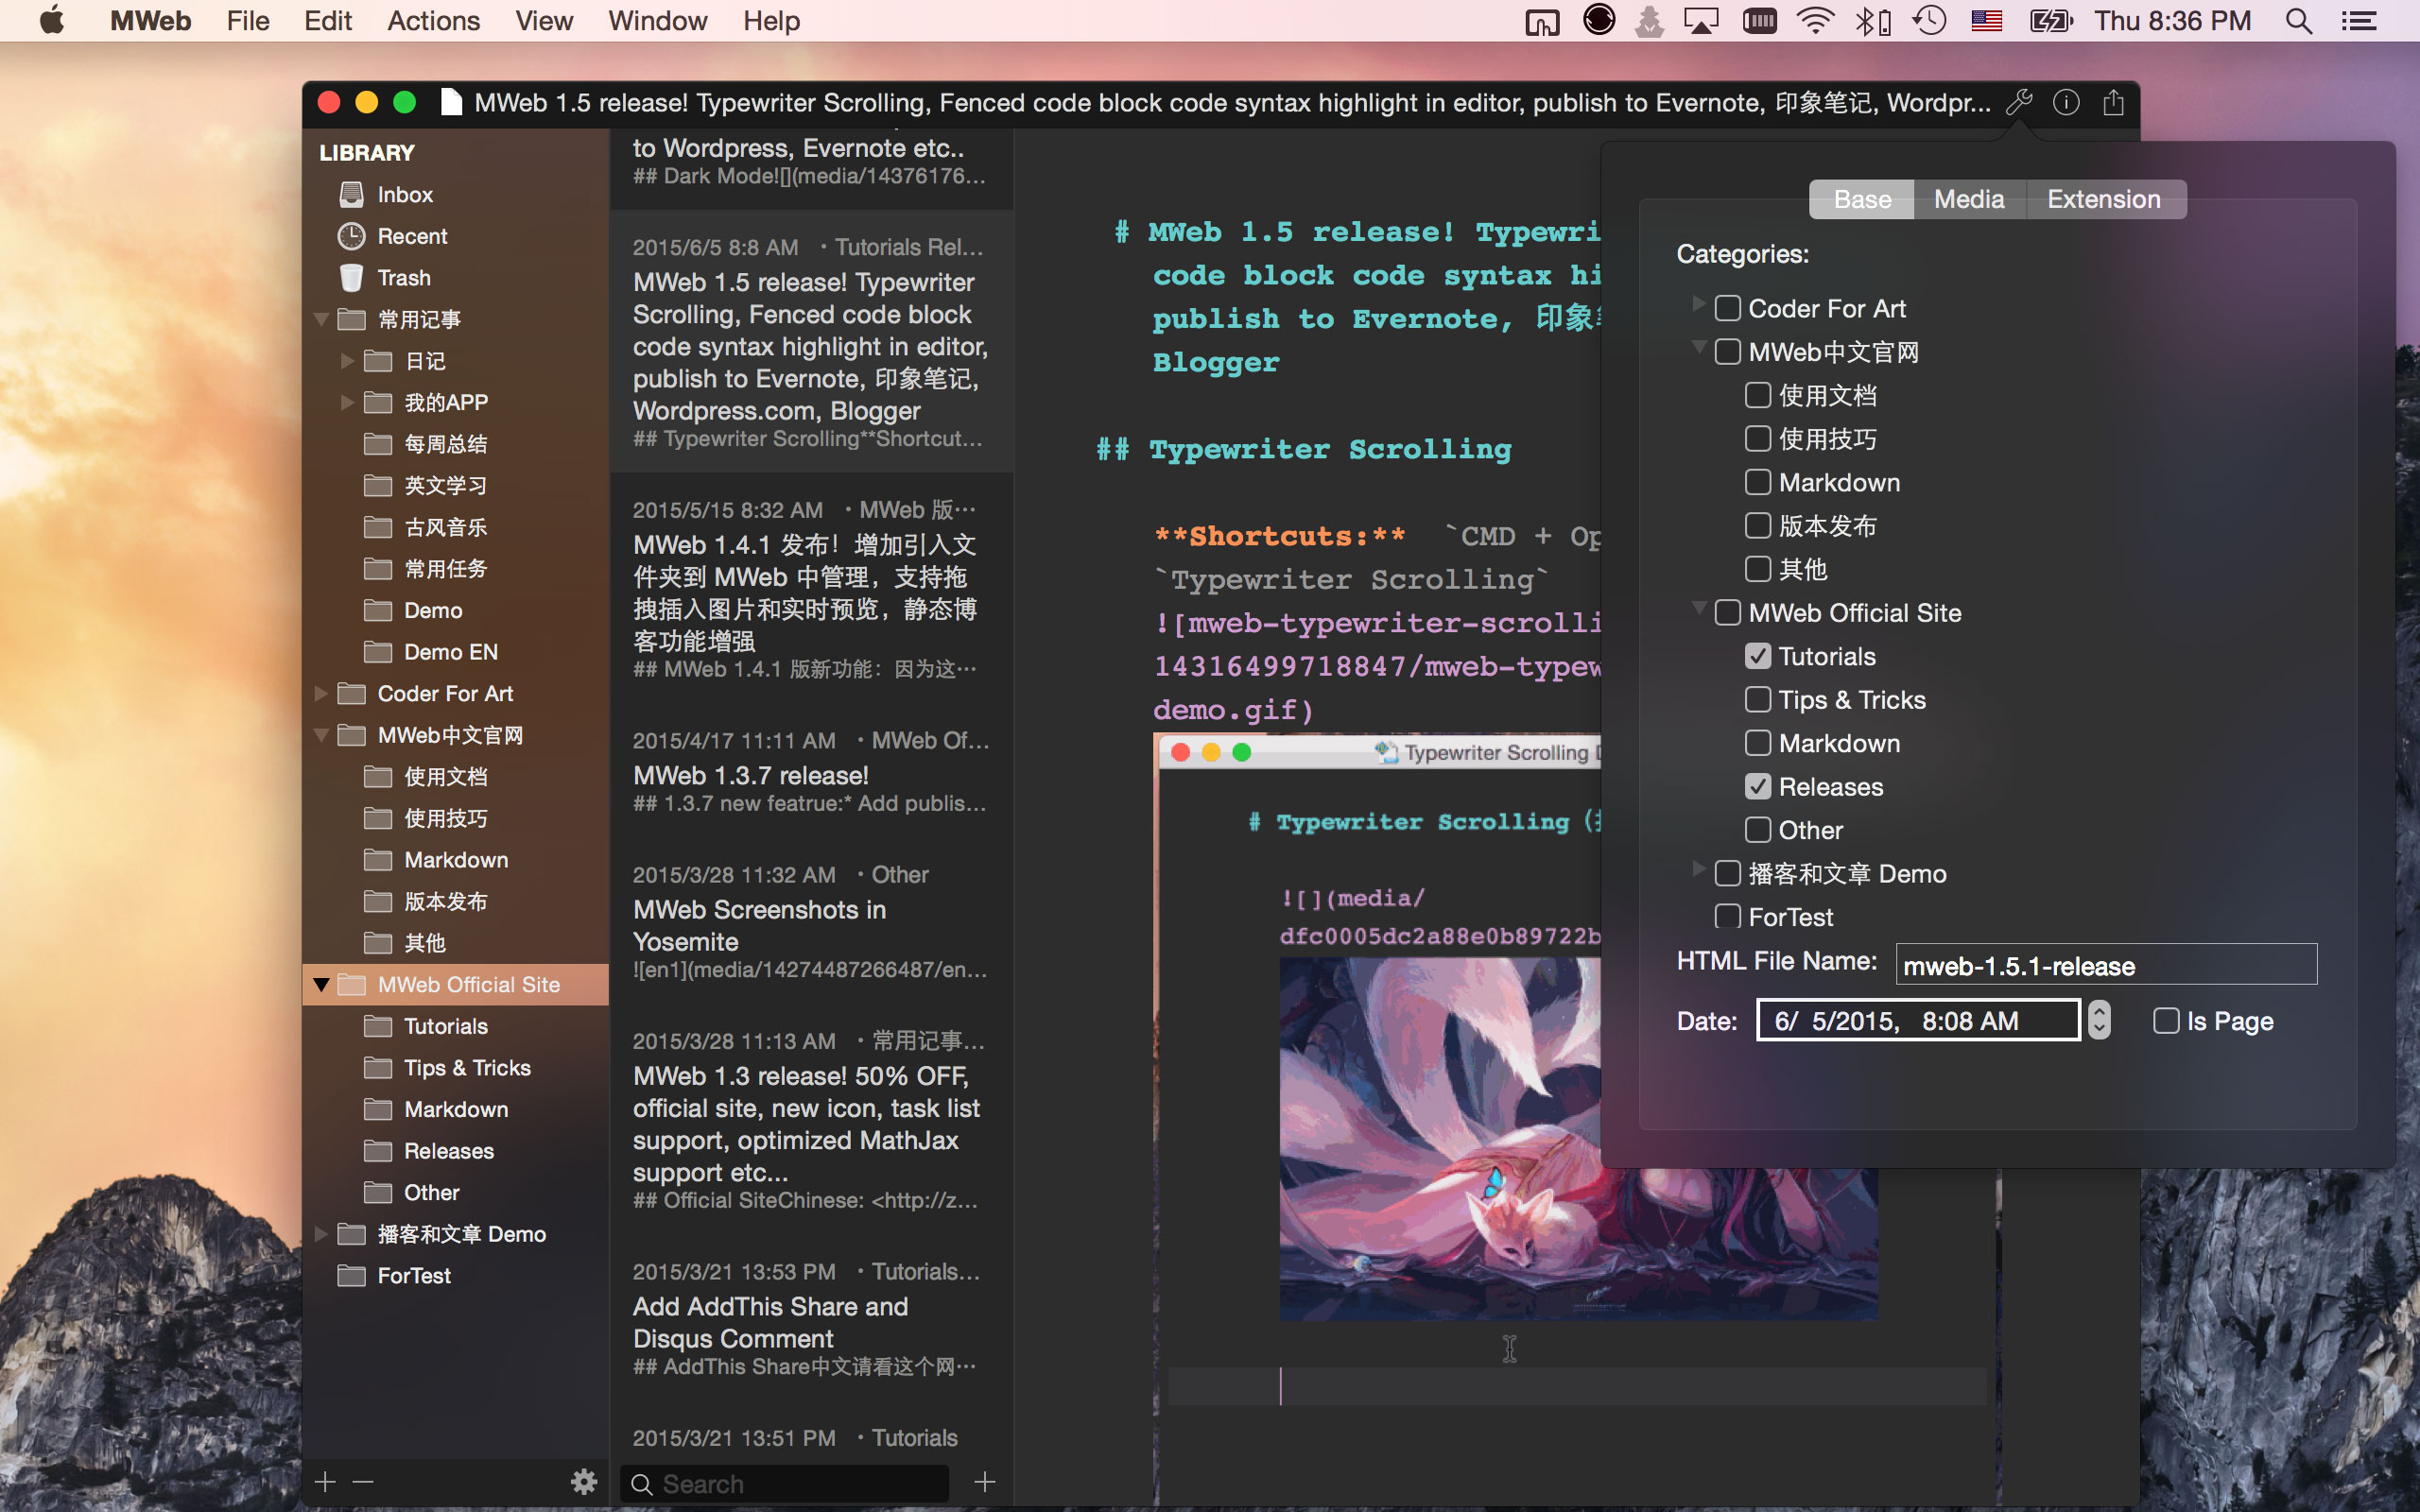 MWeb File Edit Actions View Window Help
Thu 8:36 PM
MWeb 1.5 release! Typewriter Scrolling, Fenced code block code syntax highlight in editor, publish to Evernote, 印象笔记, Wordpr...
LIBRARY
Inbox
Recent
Trash
常用记事
日记
我的APP
每周总结
英文学习
古风音乐
常用任务
Demo
Demo EN
Coder For Art
MWeb中文官网
使用文档
使用技巧
Markdown
版本发布
其他
MWeb Official Site
Tutorials
Tips & Tricks
Markdown
Releases
Other
播客和文章 Demo
ForTest
to Wordpress, Evernote etc..
## Dark Mode![](media/14376176...
2015/6/5 8:8 AM ・Tutorials Rel...
MWeb 1.5 release! Typewriter
Scrolling, Fenced code block
code syntax highlight in editor,
publish to Evernote, 印象笔记,
Wordpress.com, Blogger
## Typewriter Scrolling**Shortcut...
2015/5/15 8:32 AM ・MWeb 版…
MWeb 1.4.1 发布！增加引入文
件夹到 MWeb 中管理，支持拖
拽插入图片和实时预览，静态博
客功能增强
## MWeb 1.4.1 版新功能：因为这…
2015/4/17 11:11 AM ・MWeb Of...
MWeb 1.3.7 release!
## 1.3.7 new featrue:* Add publis...
2015/3/28 11:32 AM ・Other
MWeb Screenshots in
Yosemite
![en1](media/14274487266487/en...
2015/3/28 11:13 AM ・常用记事...
MWeb 1.3 release! 50% OFF,
official site, new icon, task list
support, optimized MathJax
support etc...
## Official SiteChinese: <http://z...
2015/3/21 13:53 PM ・Tutorials...
Add AddThis Share and
Disqus Comment
## AddThis Share中文请看这个网…
2015/3/21 13:51 PM ・Tutorials
Search
# MWeb 1.5 release! Typewri
code block code syntax hi
publish to Evernote, 印象
Blogger
## Typewriter Scrolling
**Shortcuts:** `CMD + Op
`Typewriter Scrolling`
![mweb-typewriter-scrolli
14316499718847/mweb-typew
demo.gif)
Typewriter Scrolling D
# Typewriter Scrolling（
![](media/
dfc0005dc2a88e0b89722b
Base Media Extension
Categories:
Coder For Art
MWeb中文官网
使用文档
使用技巧
Markdown
版本发布
其他
MWeb Official Site
Tutorials
Tips & Tricks
Markdown
Releases
Other
播客和文章 Demo
ForTest
HTML File Name: mweb-1.5.1-release
Date: 6/ 5/2015, 8:08 AM Is Page